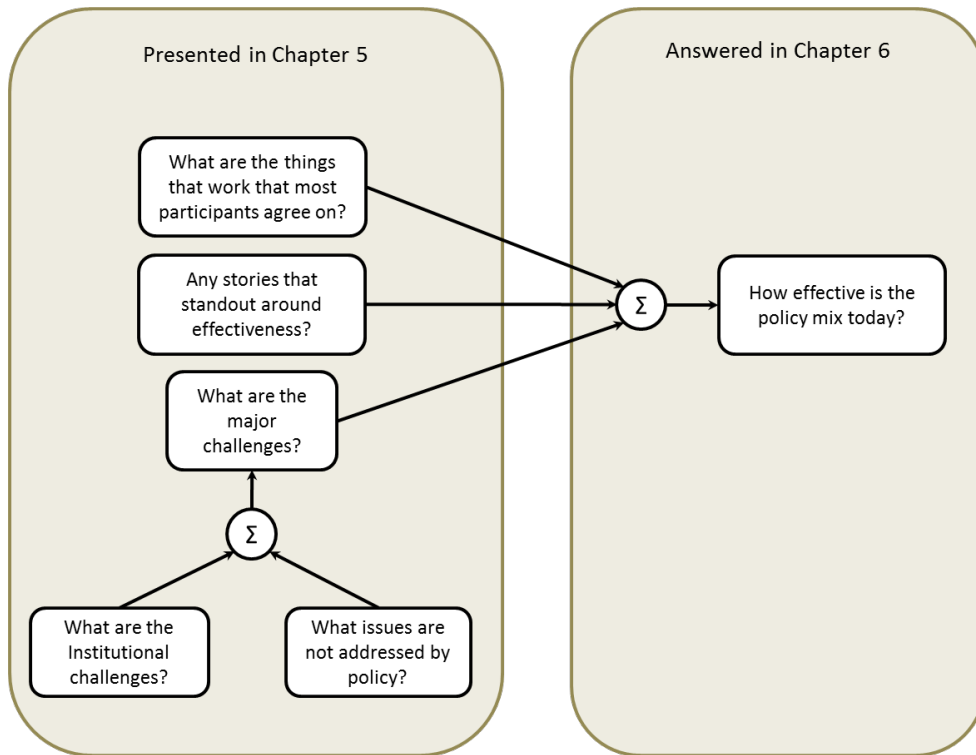 Presented in Chapter 5
Answered in Chapter 6
What are the things
that work that most
participants agree on?
Any stories that
standout around
effectiveness?
Σ
How effective is the
policy mix today?
What are the
major
challenges?
Σ
What are the
Institutional
challenges?
What issues are
not addressed by
policy?